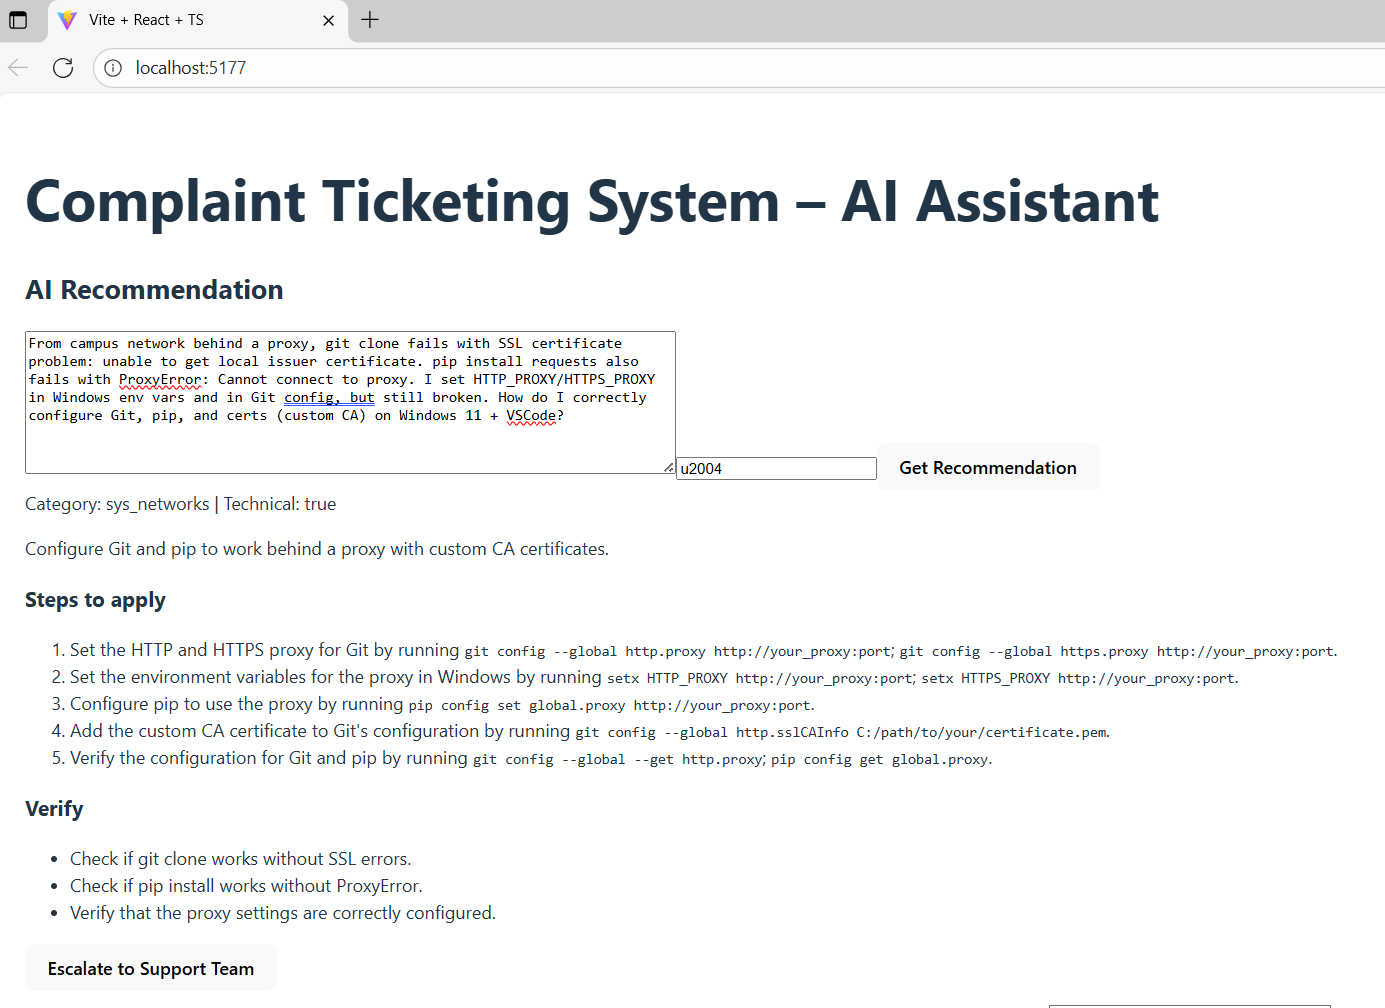 Vite + React + TS
localhost:5177
Complaint Ticketing System – AI Assistant
AI Recommendation
From campus network behind a proxy, git clone fails with SSL certificate
problem: unable to get local issuer certificate. pip install requests also
fails with ProxyError: Cannot connect to proxy. I set HTTP_PROXY/HTTPS_PROXY
in Windows env vars and in Git config, but still broken. How do I correctly
configure Git, pip, and certs (custom CA) on Windows 11 + VSCode?
u2004
Get Recommendation
Category: sys_networks | Technical: true
Configure Git and pip to work behind a proxy with custom CA certificates.
Steps to apply
1. Set the HTTP and HTTPS proxy for Git by running git config --global http.proxy http://your_proxy:port; git config --global https.proxy http://your_proxy:port.
2. Set the environment variables for the proxy in Windows by running setx HTTP_PROXY http://your_proxy:port; setx HTTPS_PROXY http://your_proxy:port.
3. Configure pip to use the proxy by running pip config set global.proxy http://your_proxy:port.
4. Add the custom CA certificate to Git's configuration by running git config --global http.sslCAInfo C:/path/to/your/certificate.pem.
5. Verify the configuration for Git and pip by running git config --global --get http.proxy; pip config get global.proxy.
Verify
• Check if git clone works without SSL errors.
• Check if pip install works without ProxyError.
• Verify that the proxy settings are correctly configured.
Escalate to Support Team